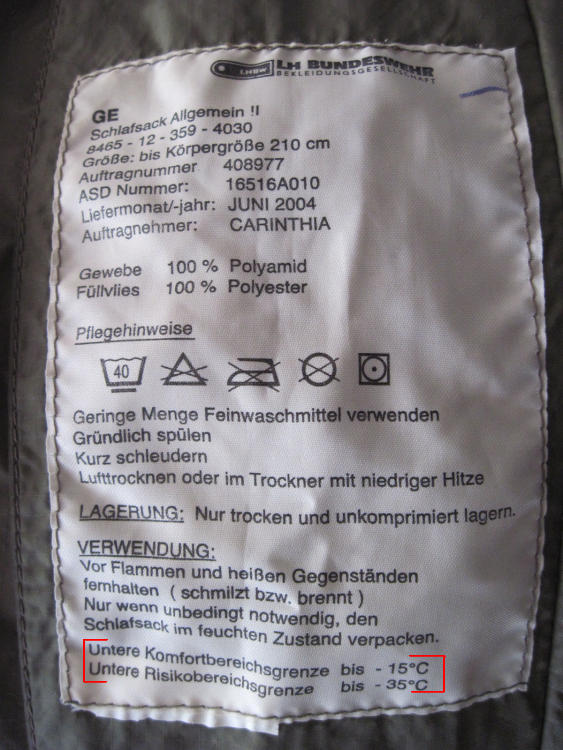 LHBw LH BUNDESWEHR
BEKLEIDUNGSGESELLSCHAFT
GE
Schlafsack Allgemein !I
8465 - 12 - 359 - 4030
Größe: bis Körpergröße 210 cm
Auftragnummer 408977
ASD Nummer: 16516A010
Liefermonat/-jahr: JUNI 2004
Auftragnehmer: CARINTHIA
Gewebe 100 % Polyamid
Füllvlies 100 % Polyester
Pflegehinweise
40
Geringe Menge Feinwaschmittel verwenden
Gründlich spülen
Kurz schleudern
Lufttrocknen oder im Trockner mit niedriger Hitze
LAGERUNG: Nur trocken und unkomprimiert lagern.
VERWENDUNG:
Vor Flammen und heißen Gegenständen
fernhalten ( schmilzt bzw. brennt )
Nur wenn unbedingt notwendig, den
Schlafsack im feuchten Zustand verpacken.
Untere Komfortbereichsgrenze bis - 15°C
Untere Risikobereichsgrenze bis - 35°C